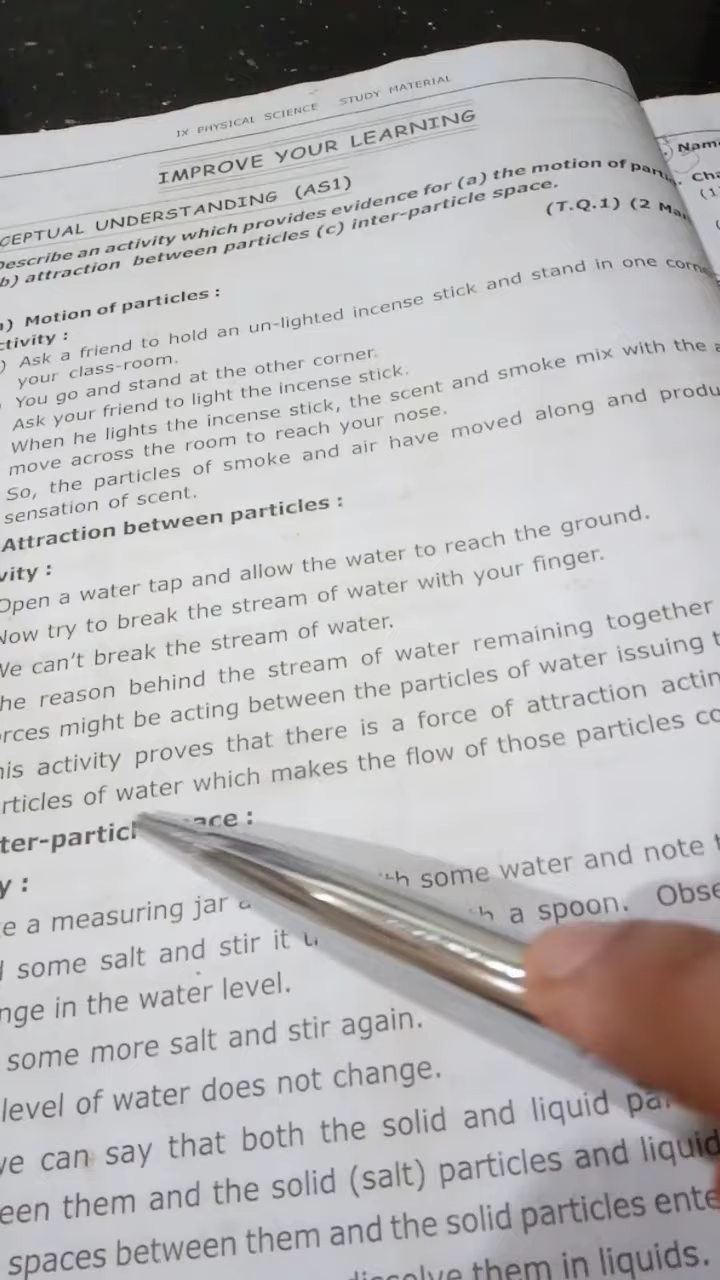 IX PHYSICAL SCIENCE STUDY MATERIAL
IMPROVE YOUR LEARNING
CEPTUAL UNDERSTANDING (AS1)
Describe an activity which provides evidence for (a) the motion of
b) attraction between particles (c) inter-particle space.
(T.Q.1) (2
) Motion of particles :
ctivity :
) Ask a friend to hold an un-lighted incense stick and stand in one
your class-room.
You go and stand at the other corner.
Ask your friend to light the incense stick.
When he lights the incense stick, the scent and smoke mix with the
move across the room to reach your nose.
So, the particles of smoke and air have moved along and produ
sensation of scent.
Attraction between particles :
vity :
Open a water tap and allow the water to reach the ground.
Now try to break the stream of water with your finger.
We can't break the stream of water.
he reason behind the stream of water remaining together
rces might be acting between the particles of water issuing
his activity proves that there is a force of attraction actin
rticles of water which makes the flow of those particles co
ter-partic ace :
y :
e a measuring jar some water and note
some salt and stir it a spoon. Obse
nge in the water level.
some more salt and stir again.
level of water does not change.
ve can say that both the solid and liquid
een them and the solid (salt) particles and liquid
spaces between them and the solid particles ente
them in liquids.
Name
Cha
(1